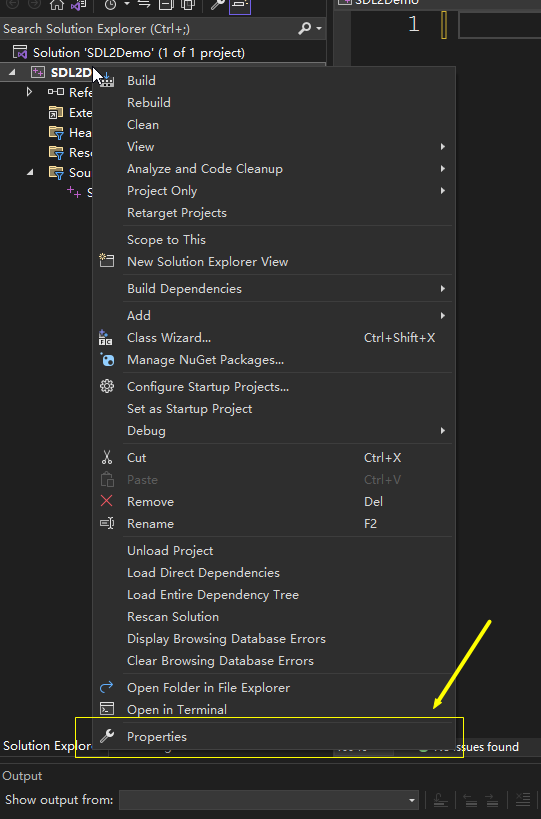 SDL2Demo
Search Solution Explorer (Ctrl+;)
1
Solution 'SDL2Demo' (1 of 1 project)
SDL2D
Build
Refe
Rebuild
Exte
Clean
Hea
View
Reso
Analyze and Code Cleanup
Sou
Project Only
S
Retarget Projects
Scope to This
New Solution Explorer View
Build Dependencies
Add
Class Wizard... Ctrl+Shift+X
Manage NuGet Packages...
Configure Startup Projects...
Set as Startup Project
Debug
Cut Ctrl+X
Paste Ctrl+V
Remove Del
Rename F2
Unload Project
Load Direct Dependencies
Load Entire Dependency Tree
Rescan Solution
Display Browsing Database Errors
Clear Browsing Database Errors
Open Folder in File Explorer
Open in Terminal
Properties
Solution Explor
issues found
Output
Show output from: